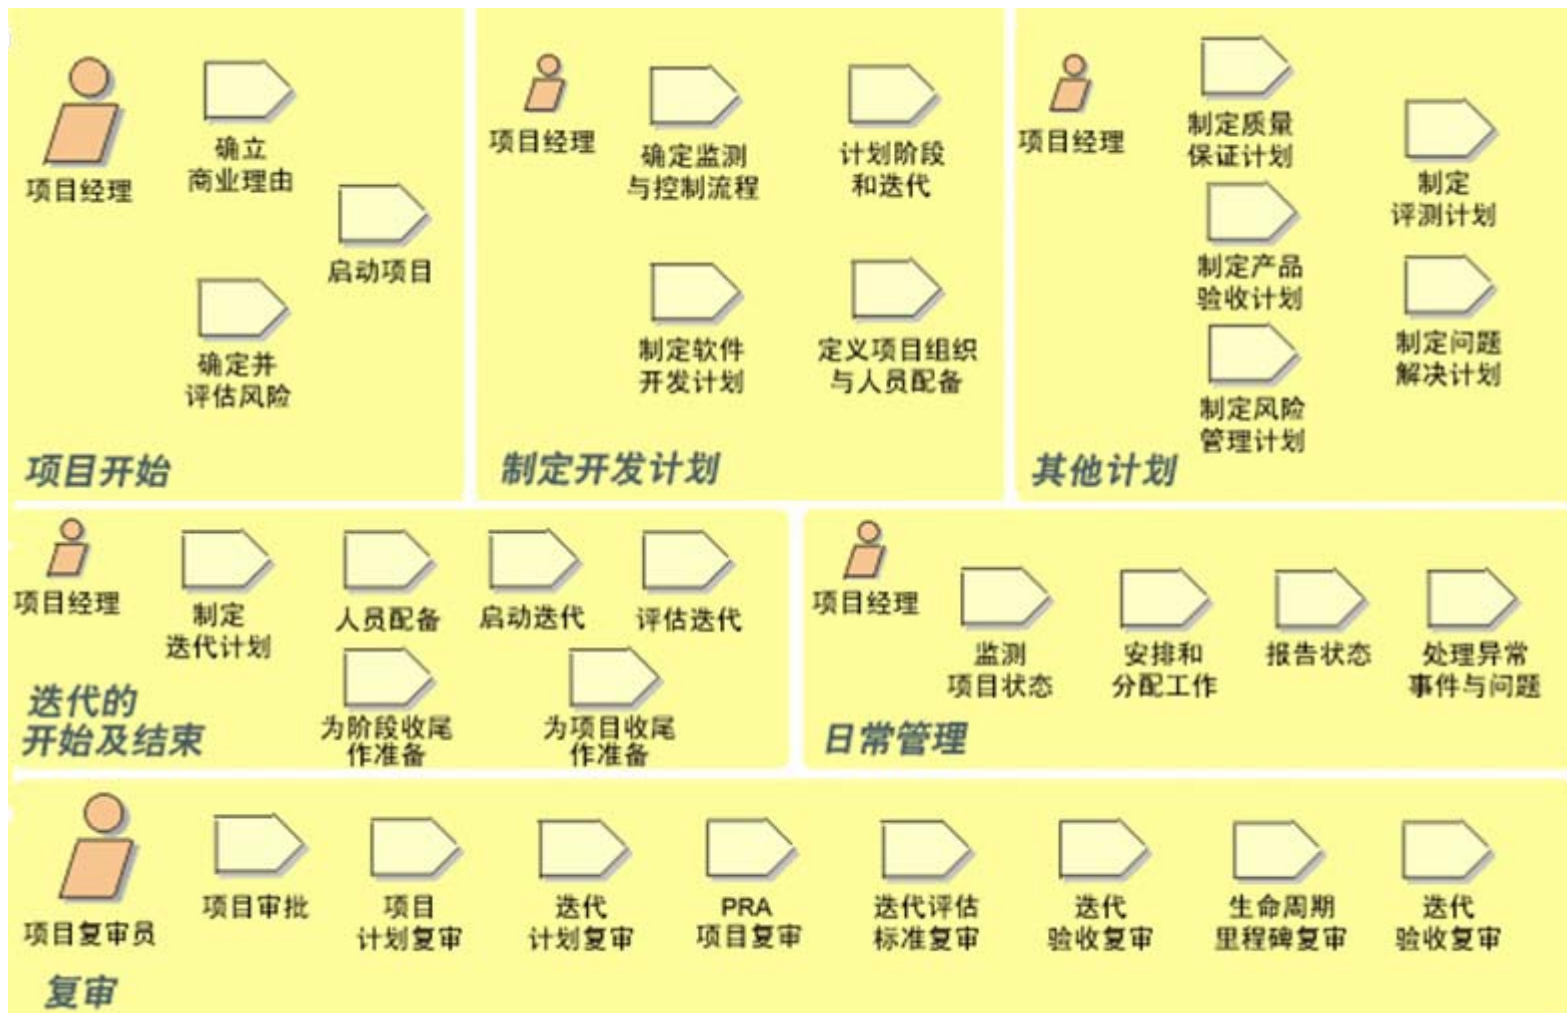 项目经理
确立
商业理由
启动项目
确定并
评估风险
项目开始
项目经理
确定监测
与控制流程
计划阶段
和迭代
制定软件
开发计划
定义项目组织
与人员配备
制定开发计划
项目经理
制定质量
保证计划
制定
评测计划
制定产品
验收计划
制定问题
解决计划
制定风险
管理计划
其他计划
项目经理
制定
迭代计划
人员配备
启动迭代
评估迭代
为阶段收尾
作准备
为项目收尾
作准备
迭代的
开始及结束
项目经理
监测
项目状态
安排和
分配工作
报告状态
处理异常
事件与问题
日常管理
项目复审员
项目审批
项目
计划复审
迭代
计划复审
PRA
项目复审
迭代评估
标准复审
迭代
验收复审
生命周期
里程碑复审
迭代
验收复审
复审